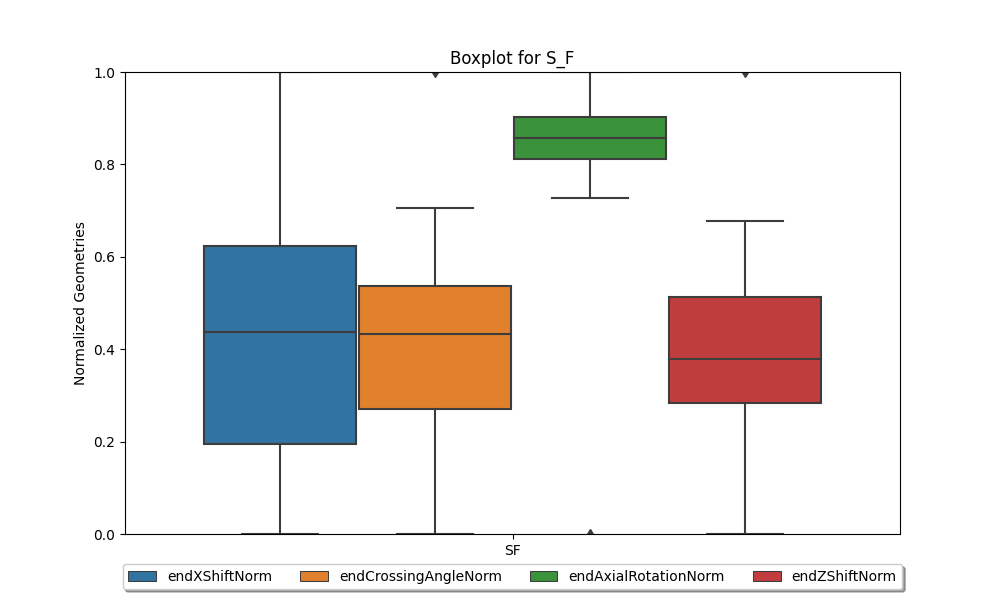 Boxplot for S_F
1.0
0.8
0.6
0.4
0.2
0.0
Normalized Geometries
SF
endXShiftNorm endCrossingAngleNorm endAxialRotationNorm endZShiftNorm